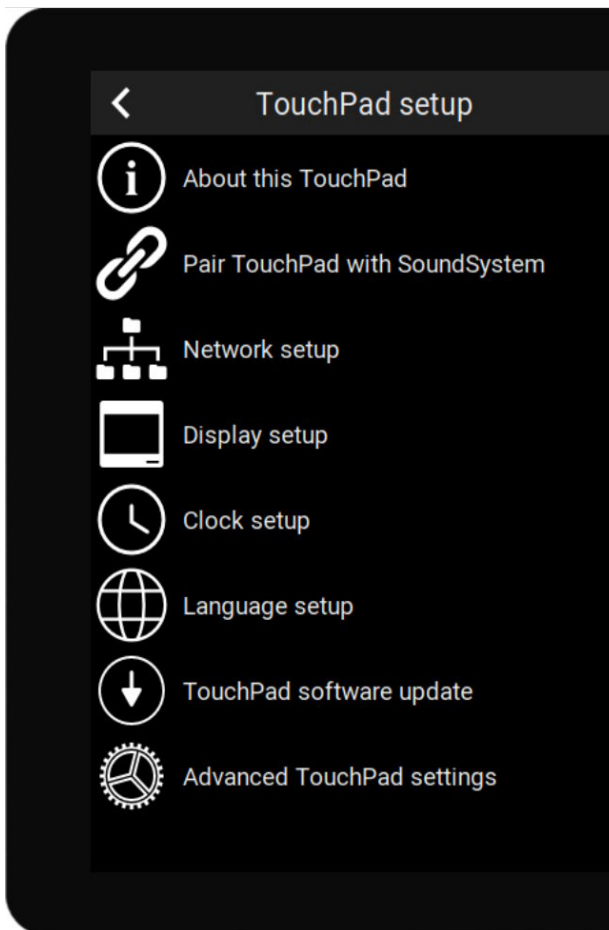 TouchPad setup
About this TouchPad
Pair TouchPad with SoundSystem
Network setup
Display setup
Clock setup
Language setup
TouchPad software update
Advanced TouchPad settings